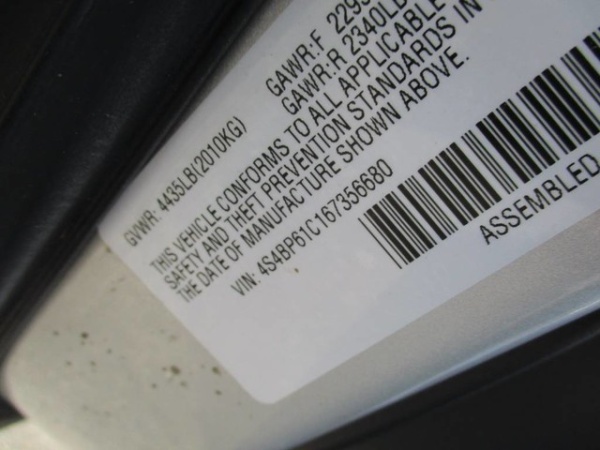 GAWR:F 229
GVWR: 4435LB(2010KG) GAWR:R 2340LB
THIS VEHICLE CONFORMS TO ALL APPLICABLE
SAFETY AND THEFT PREVENTION STANDARDS IN
THE DATE OF MANUFACTURE SHOWN ABOVE.
VIN: 4S4BP61C167356680
ASSEMBLED